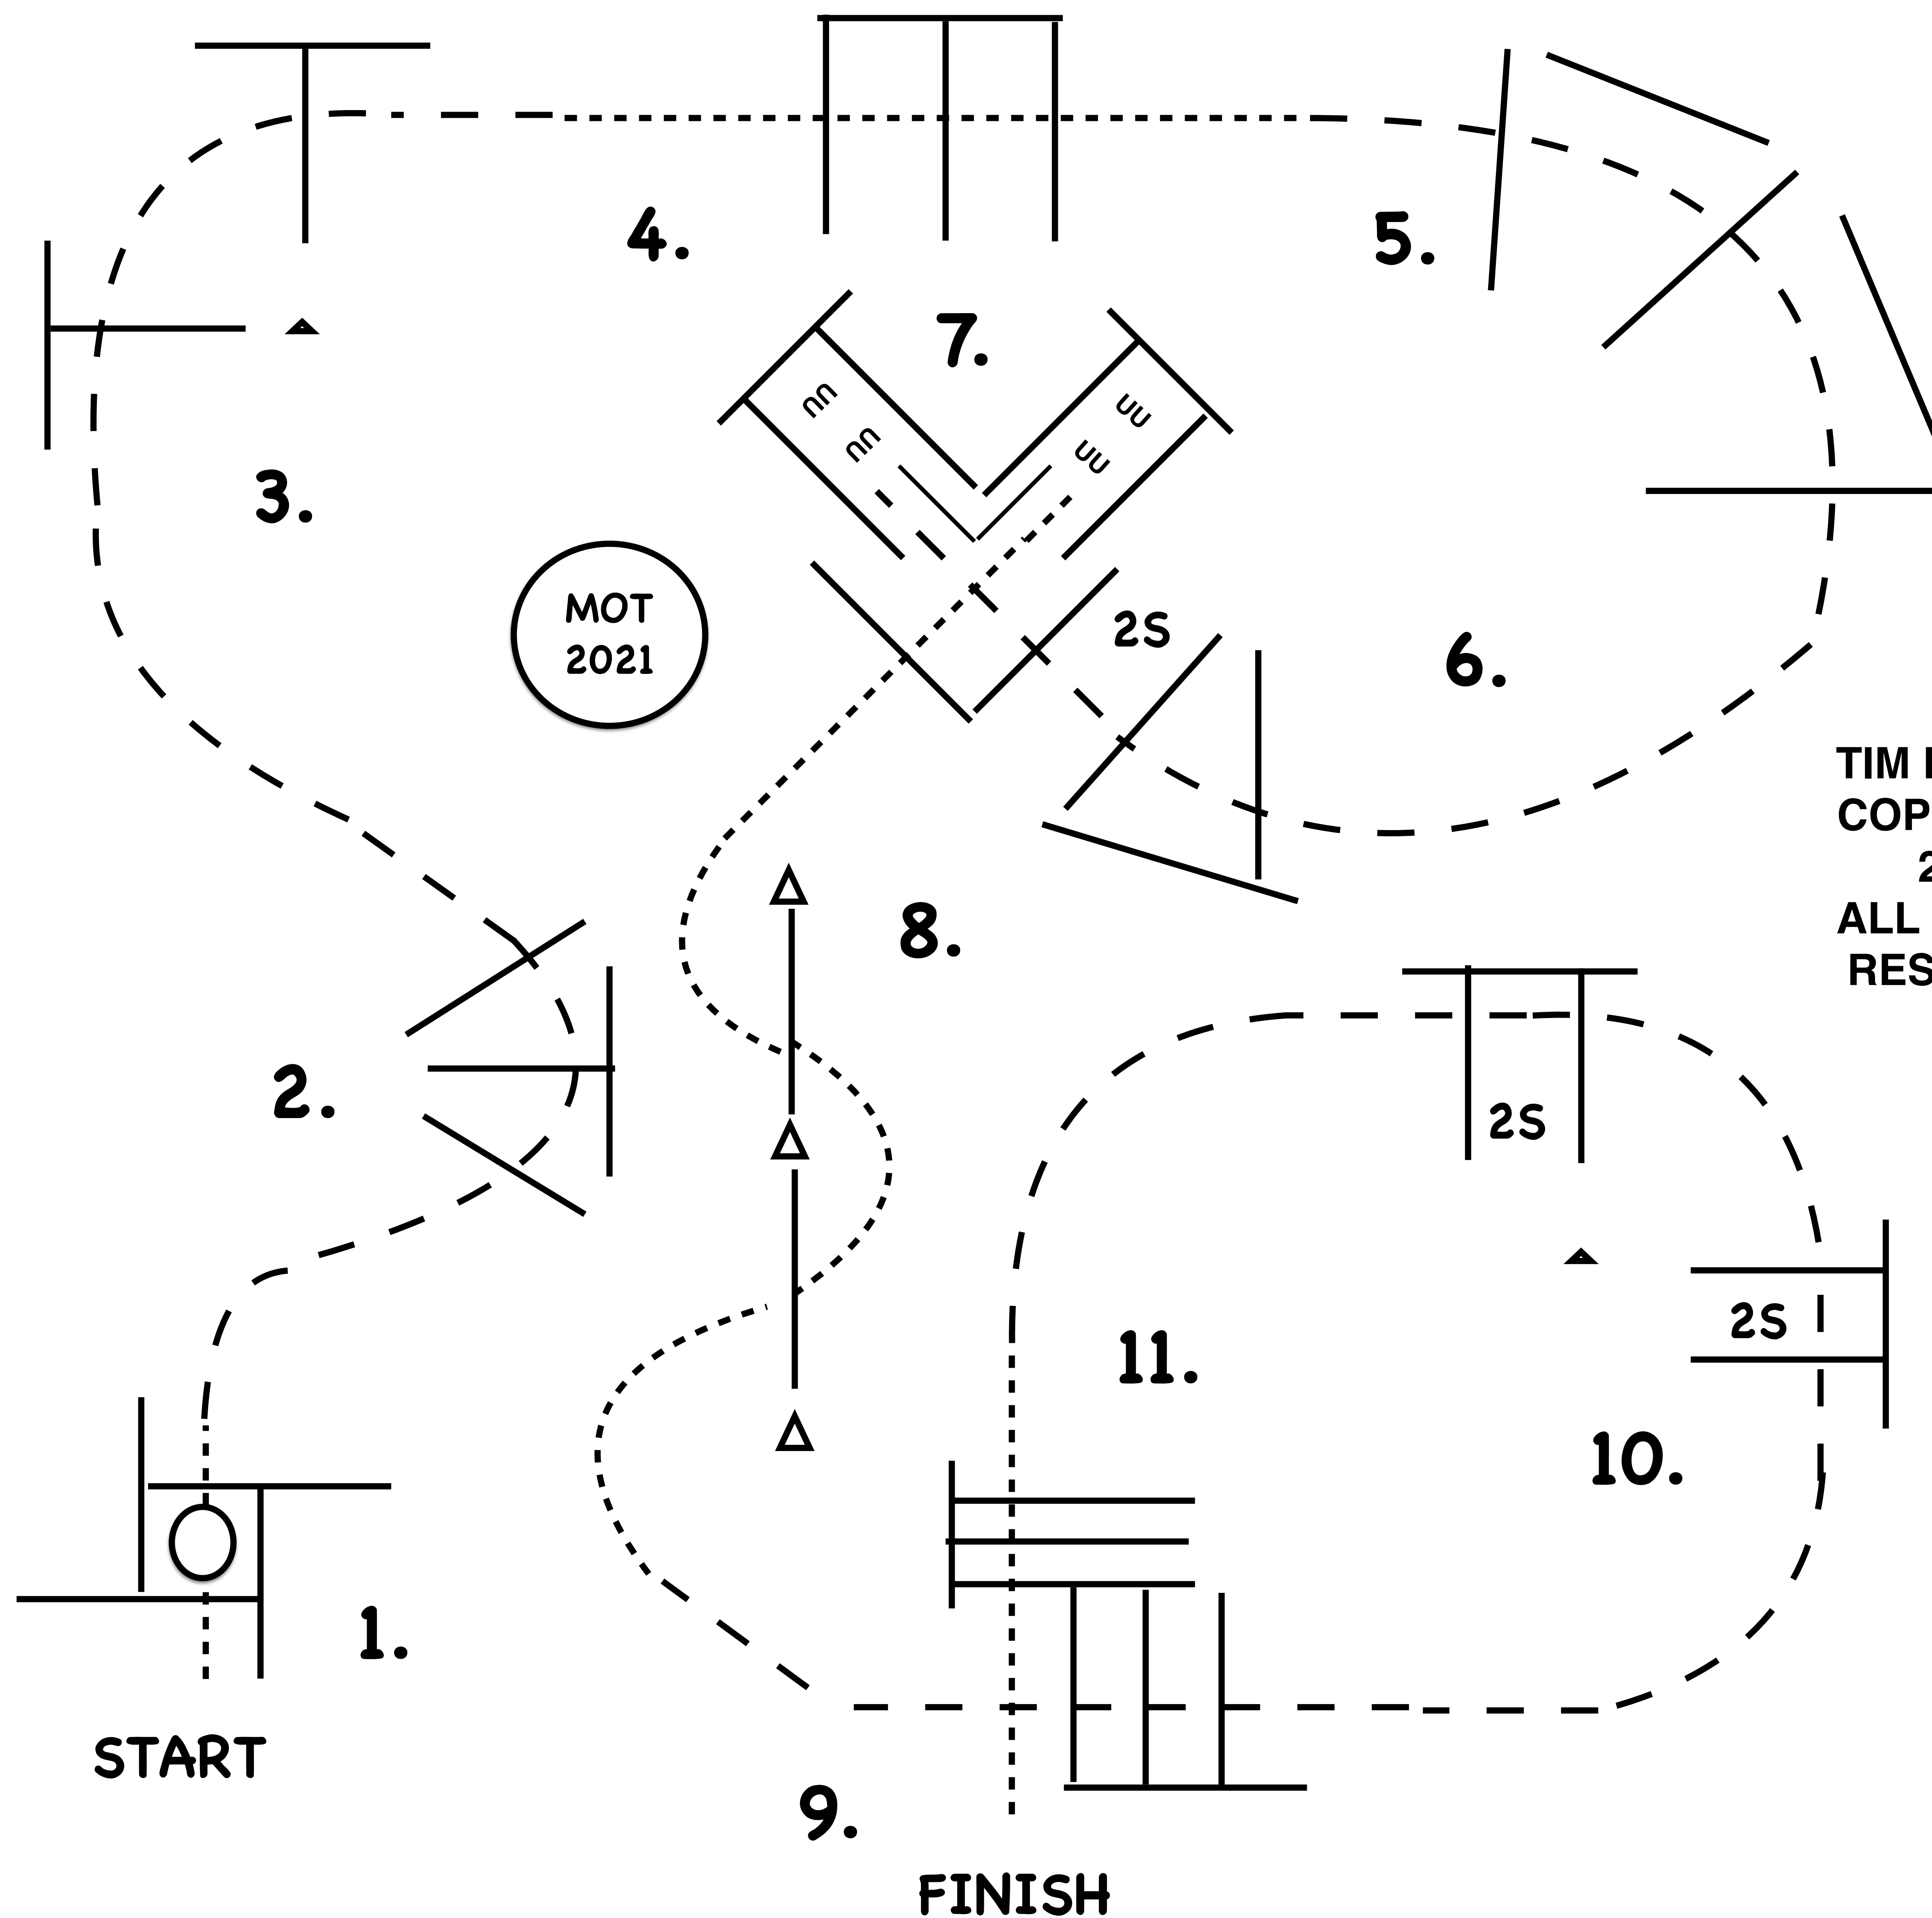 4.
5.
7.
3.
MOT
2021
2S
6.
TIM
COP
2
ALL
RES
8.
2.
2S
2S
11.
10.
1.
START
9.
FINISH